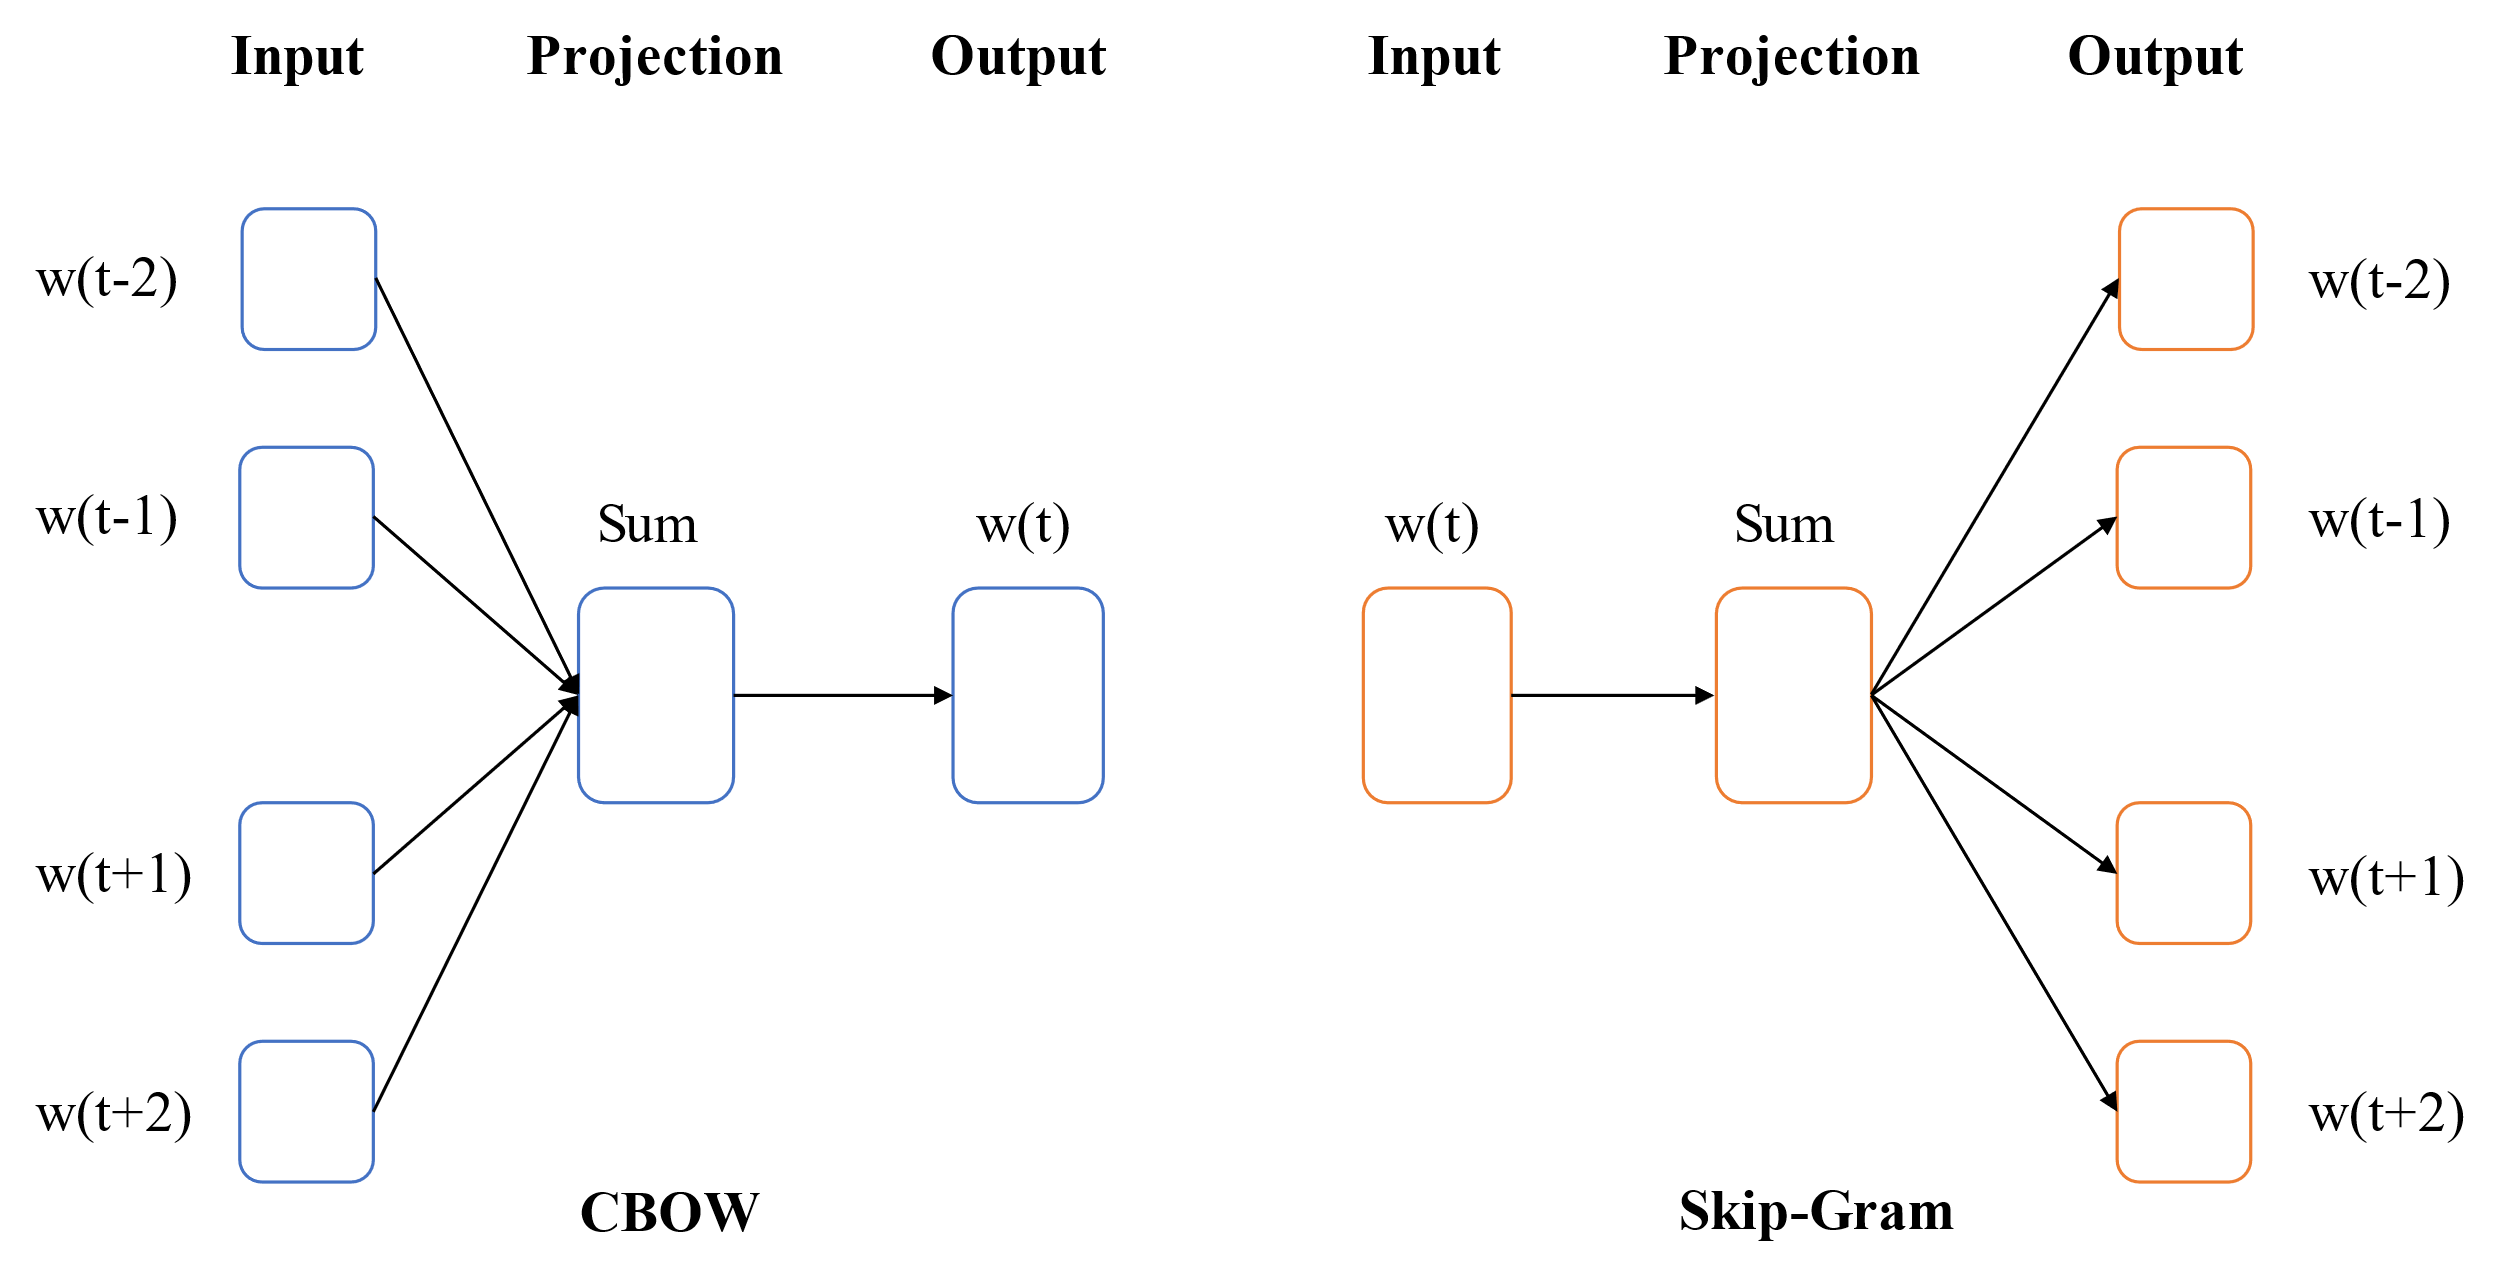 Input Projection Output
w(t-2)
w(t-1)
Sum
w(t)
w(t+1)
w(t+2)
CBOW
Input Projection Output
w(t)
Sum
w(t-2)
w(t-1)
w(t+1)
w(t+2)
Skip-Gram